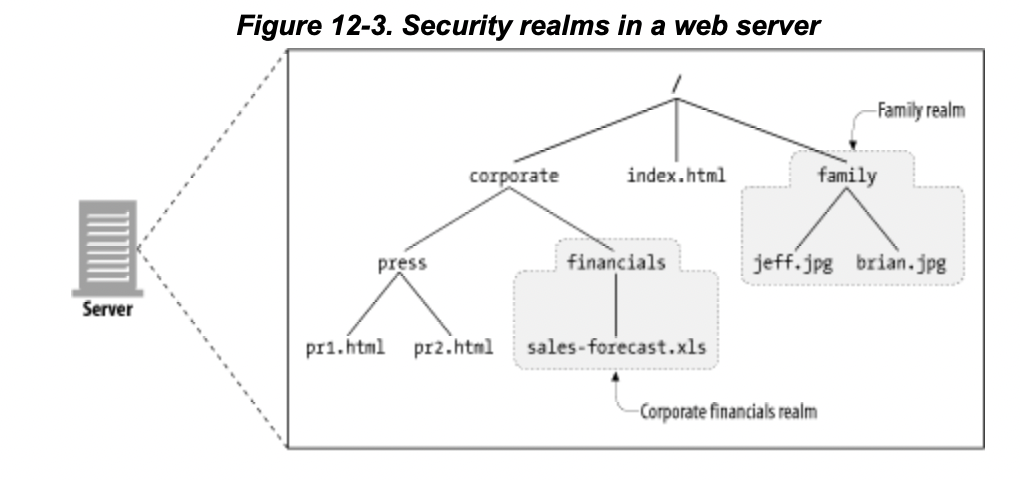 Figure 12-3. Security realms in a web server
/
Family realm
corporate
index.html
family
press
financials
jeff.jpg
brian.jpg
Server
pr1.html
pr2.html
sales-forecast.xls
Corporate financials realm